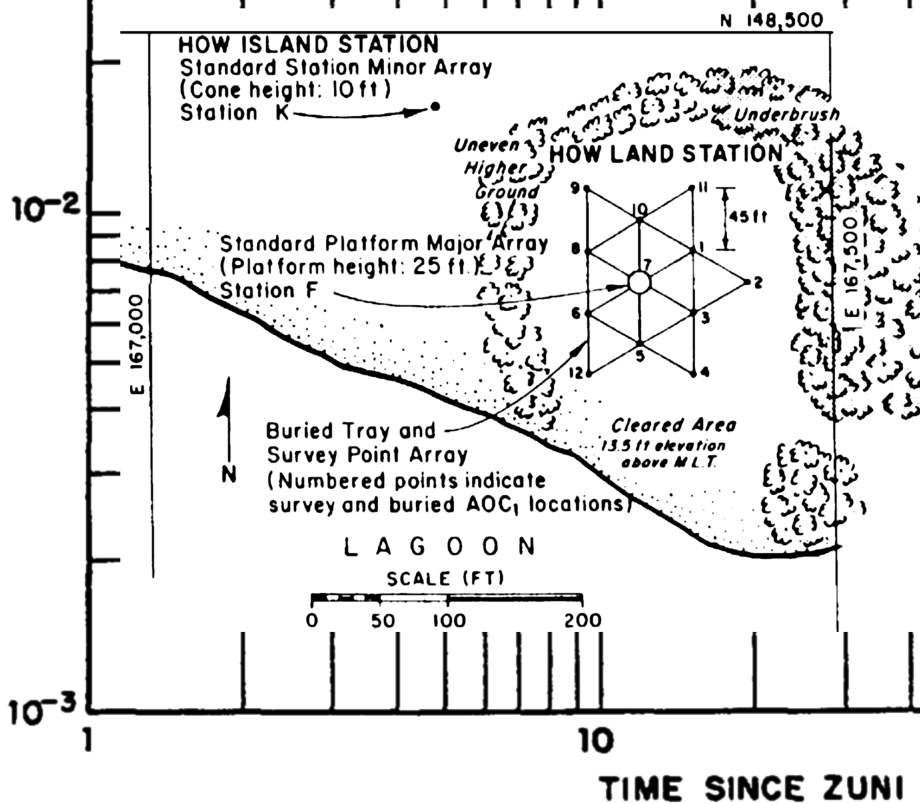 N 148,500
HOW ISLAND STATION
Standard Station Minor Array
(Cone height: 10 ft)
Station K
Underbrush
Uneven
Higher
Ground
HOW LAND STATION
9
11
10
45ft
10⁻²
8
1
Standard Platform Major Array
(Platform height: 25 ft.)
Station F
7
2
E 167,500
6
3
E 167,000
5
12
4
N
Buried Tray and
Survey Point Array
(Numbered points indicate
survey and buried AOC₁ locations)
Cleared Area
13.5 ft elevation
above M.L.T.
LAGOON
SCALE (FT)
0 50 100 200
10⁻³
1 10
TIME SINCE ZUNI